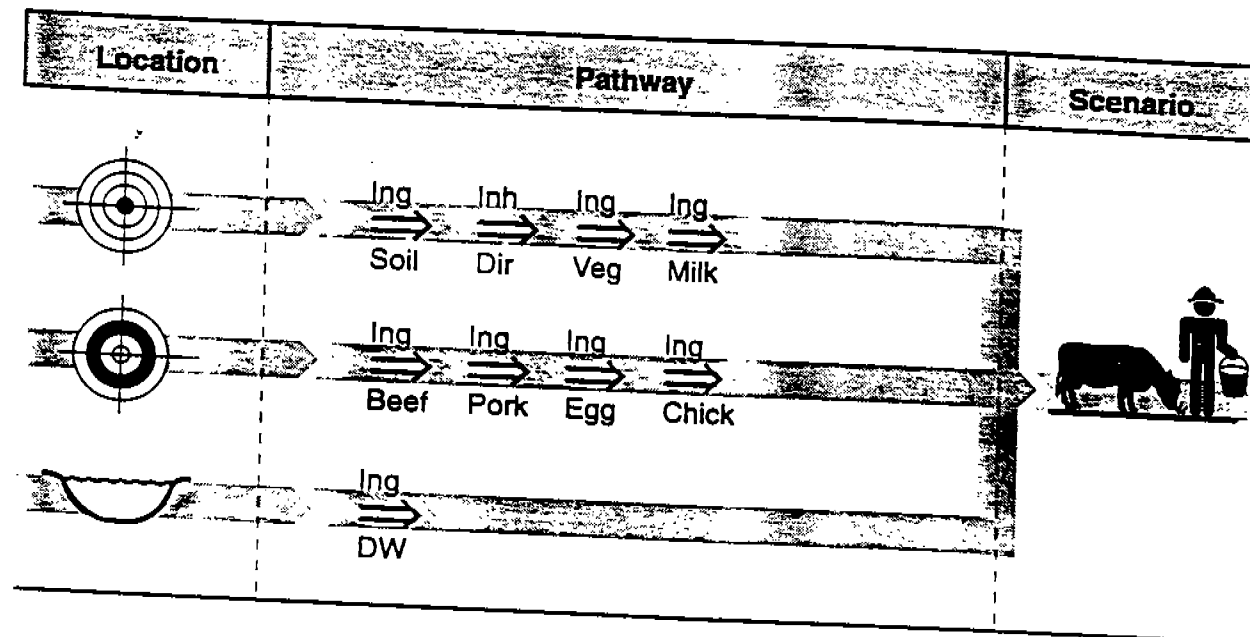 Location Pathway Scenario
Ing Inh Ing Ing
Soil Dir Veg Milk
Ing Ing Ing Ing
Beef Pork Egg Chick
Ing
DW